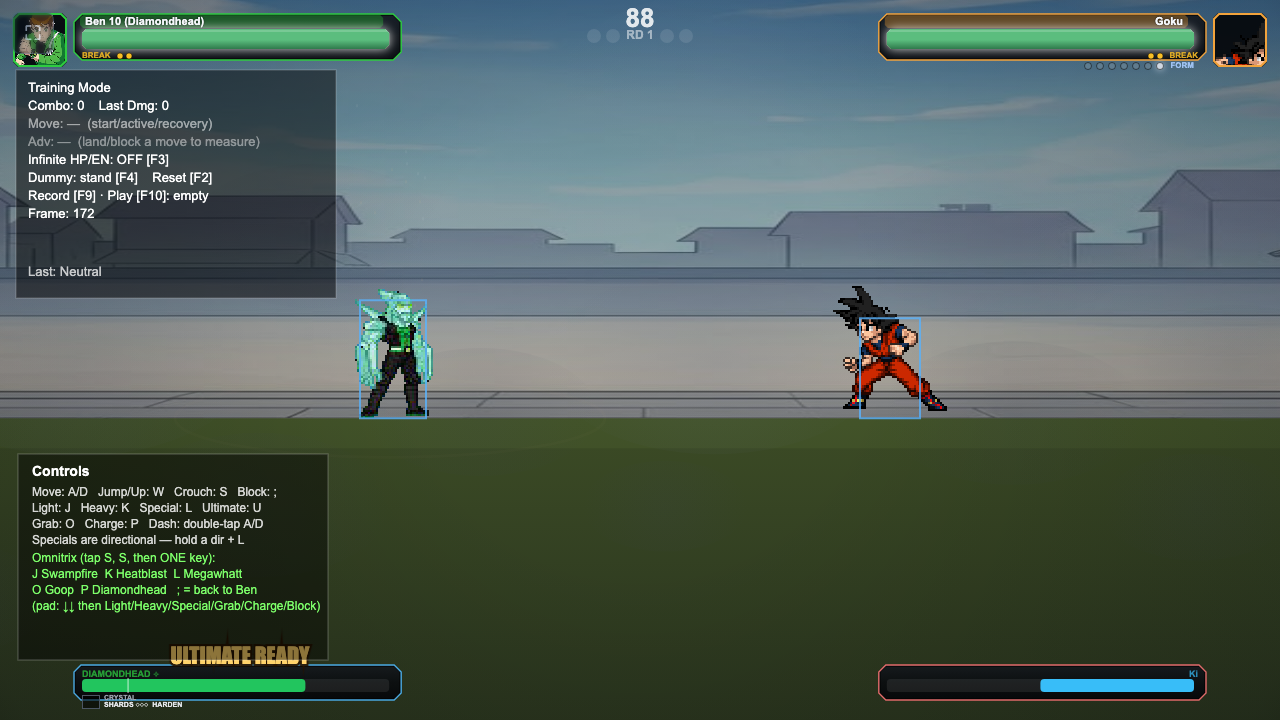 Ben 10 (Diamondhead)
BREAK
88
RD 1
Goku
BREAK
FORM
Training Mode
Combo: 0 Last Dmg: 0
Move: — (start/active/recovery)
Adv: — (land/block a move to measure)
Infinite HP/EN: OFF [F3]
Dummy: stand [F4] Reset [F2]
Record [F9] · Play [F10]: empty
Frame: 172
Last: Neutral
Controls
Move: A/D Jump/Up: W Crouch: S Block: ;
Light: J Heavy: K Special: L Ultimate: U
Grab: O Charge: P Dash: double-tap A/D
Specials are directional — hold a dir + L
Omnitrix (tap S, S, then ONE key):
J Swampfire K Heatblast L Megawhatt
O Goop P Diamondhead ; = back to Ben
(pad: ↓↓ then Light/Heavy/Special/Grab/Charge/Block)
ULTIMATE READY
DIAMONDHEAD
CRYSTAL
SHARDS ◇◇◇ HARDEN
Ki